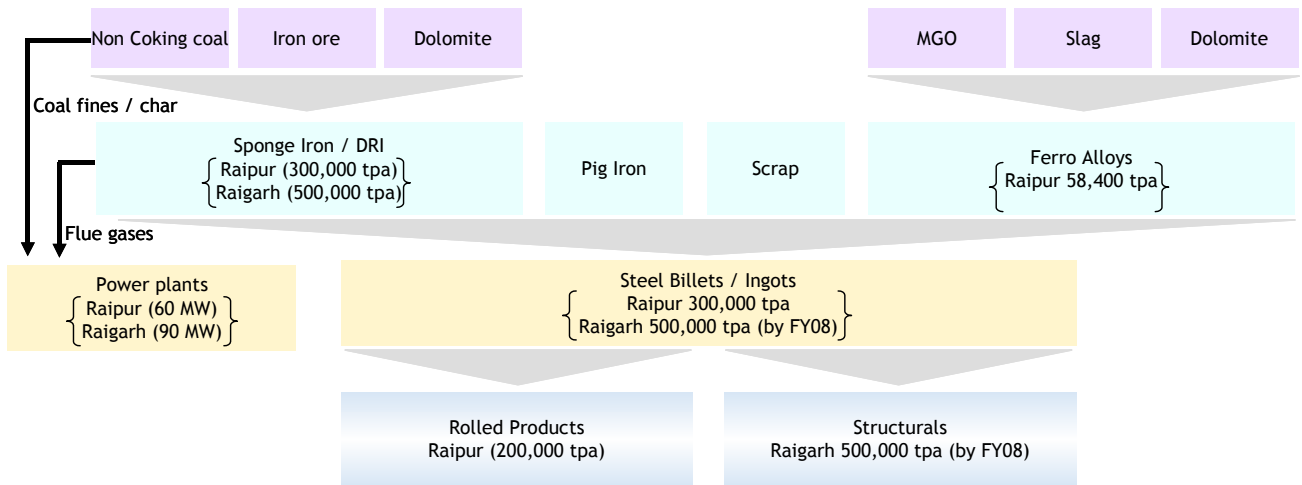 Non Coking coal
Iron ore
Dolomite
MGO
Slag
Dolomite
Coal fines / char
Sponge Iron / DRI
Raipur (300,000 tpa)
Raigarh (500,000 tpa)
Pig Iron
Scrap
Ferro Alloys
Raipur 58,400 tpa
Flue gases
Power plants
Raipur (60 MW)
Raigarh (90 MW)
Steel Billets / Ingots
Raipur 300,000 tpa
Raigarh 500,000 tpa (by FY08)
Rolled Products
Raipur (200,000 tpa)
Structurals
Raigarh 500,000 tpa (by FY08)